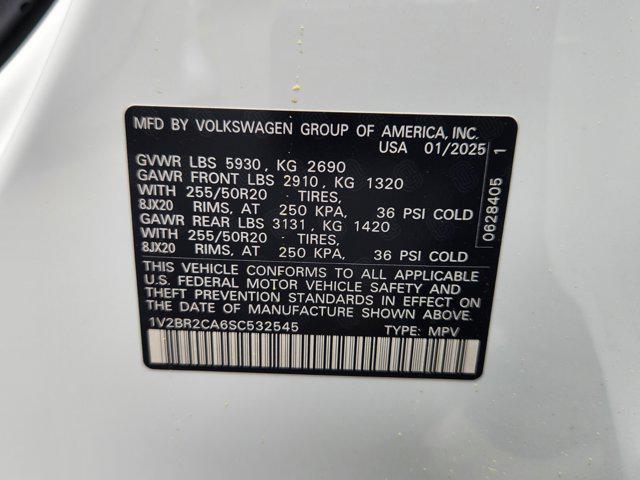 MFD BY VOLKSWAGEN GROUP OF AMERICA, INC.
USA 01/2025
GVWR LBS 5930, KG 2690
GAWR FRONT LBS 2910, KG 1320
WITH 255/50R20 TIRES,
8JX20 RIMS, AT 250 KPA, 36 PSI COLD
GAWR REAR LBS 3131, KG 1420
WITH 255/50R20 TIRES,
8JX20 RIMS, AT 250 KPA, 36 PSI COLD
THIS VEHICLE CONFORMS TO ALL APPLICABLE
U.S. FEDERAL MOTOR VEHICLE SAFETY AND
THEFT PREVENTION STANDARDS IN EFFECT ON
THE DATE OF MANUFACTURE SHOWN ABOVE.
1V2BR2CA6SC532545 TYPE: MPV
0628405 1